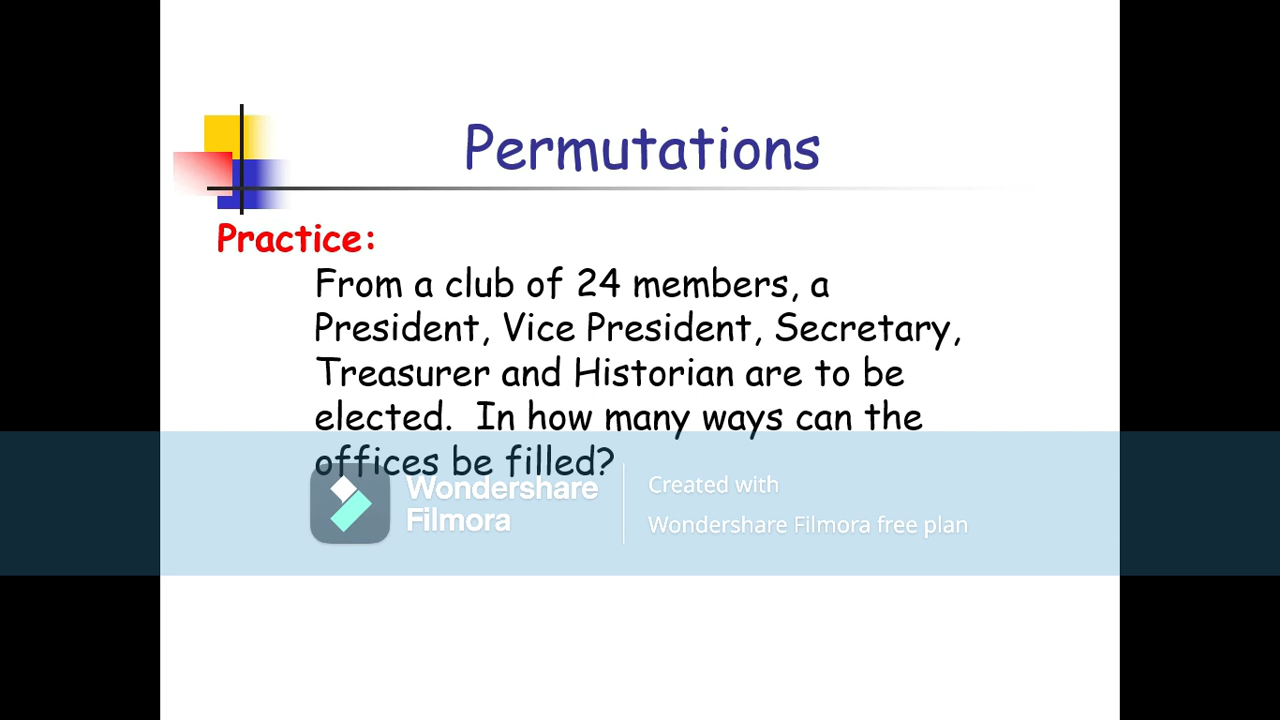 Permutations
Practice:
From a club of 24 members, a
President, Vice President, Secretary,
Treasurer and Historian are to be
elected. In how many ways can the
offices be filled?
Wondershare
Filmora
Created with
Wondershare Filmora free plan